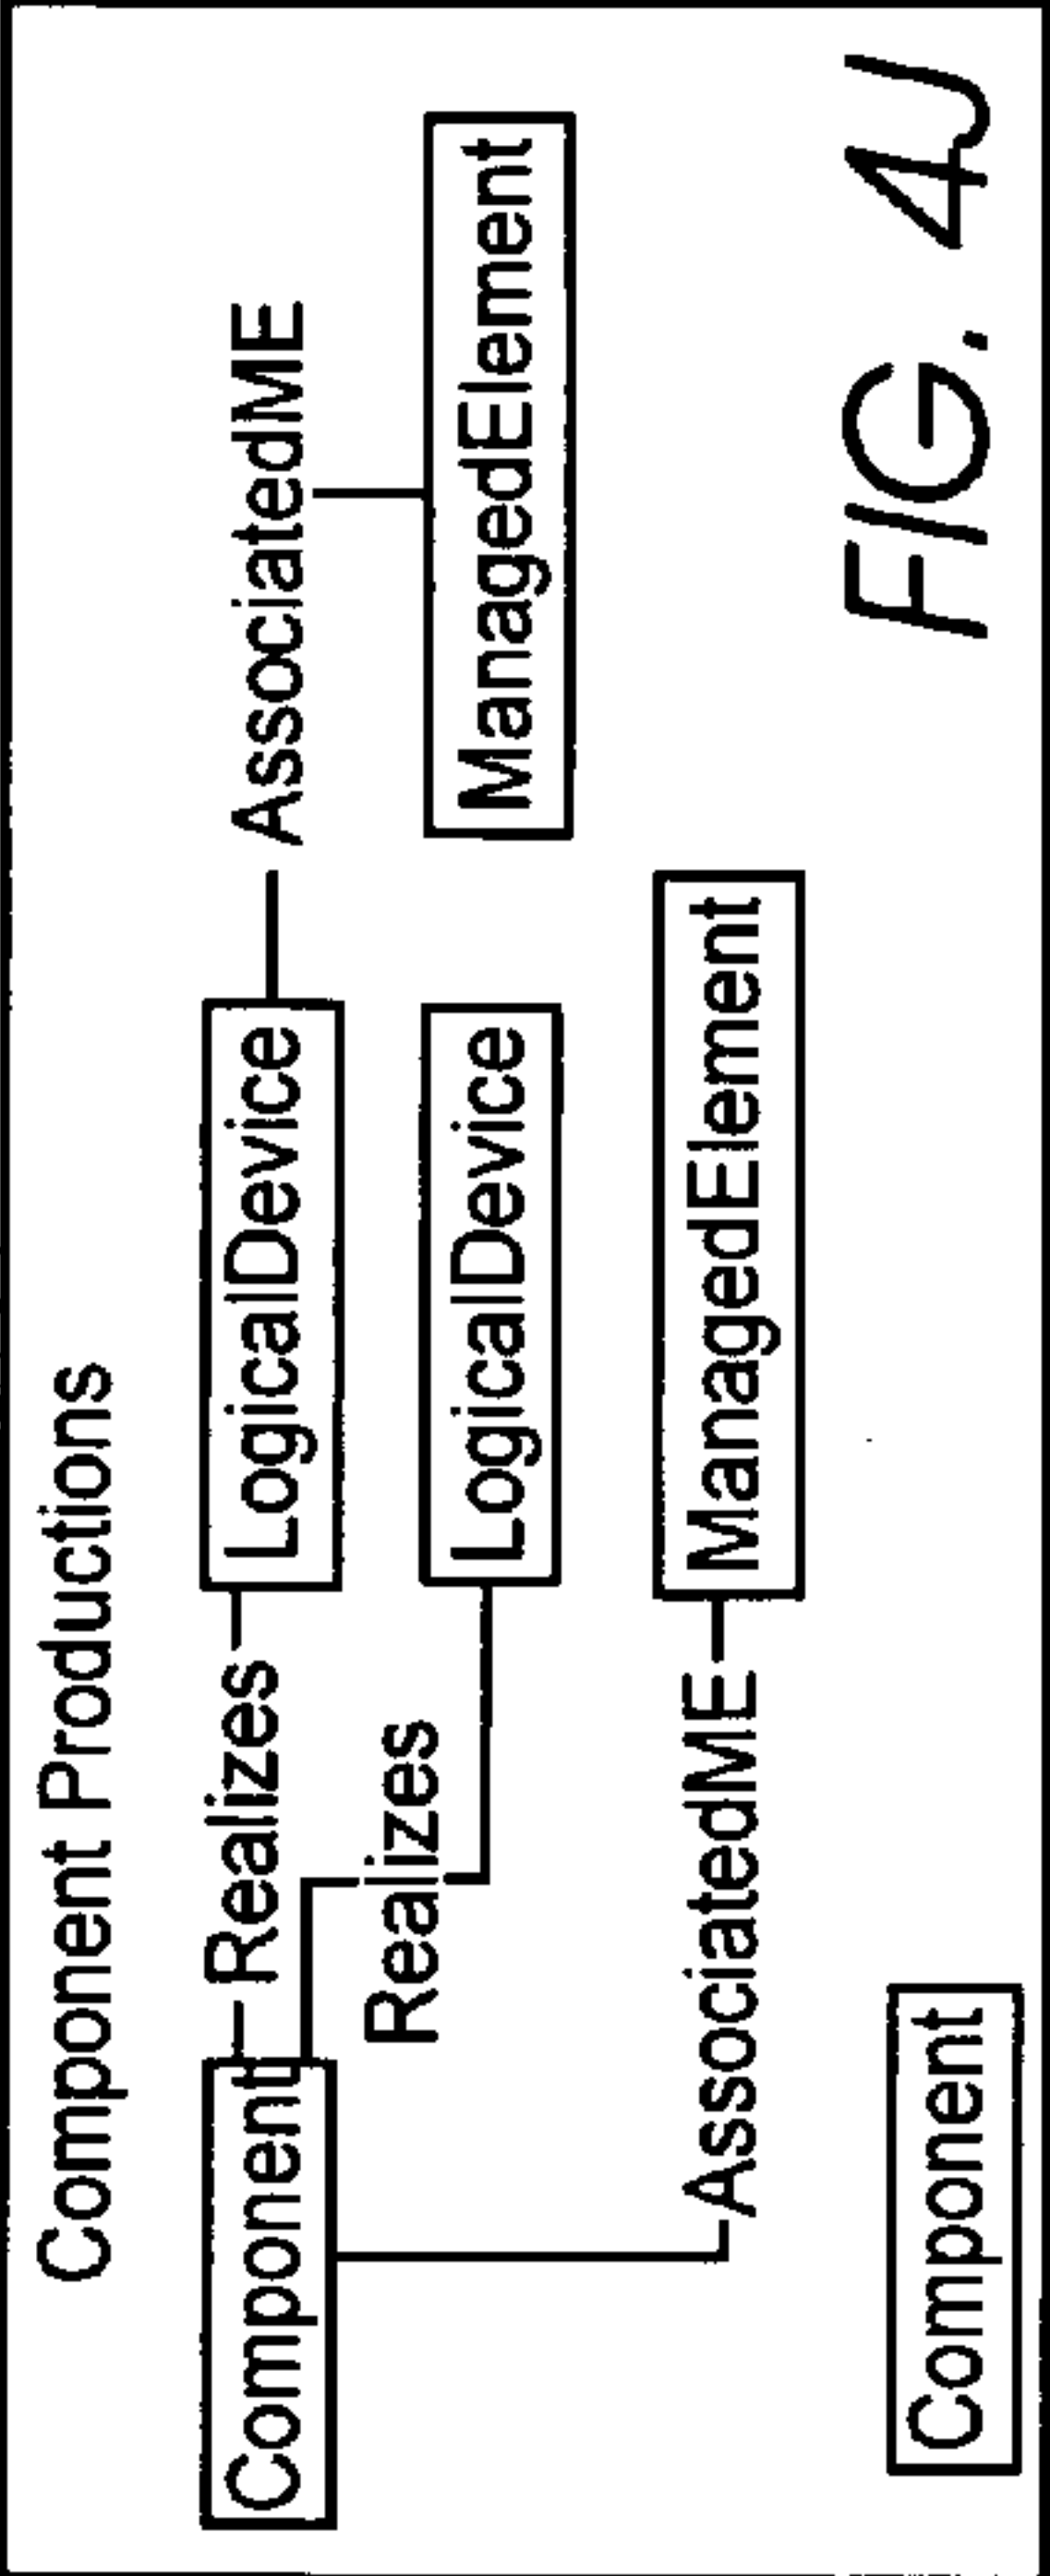 Component Productions
Component
Realizes
LogicalDevice
AssociatedME
Realizes
LogicalDevice
ManagedElement
AssociatedME
ManagedElement
Component
FIG. 4J